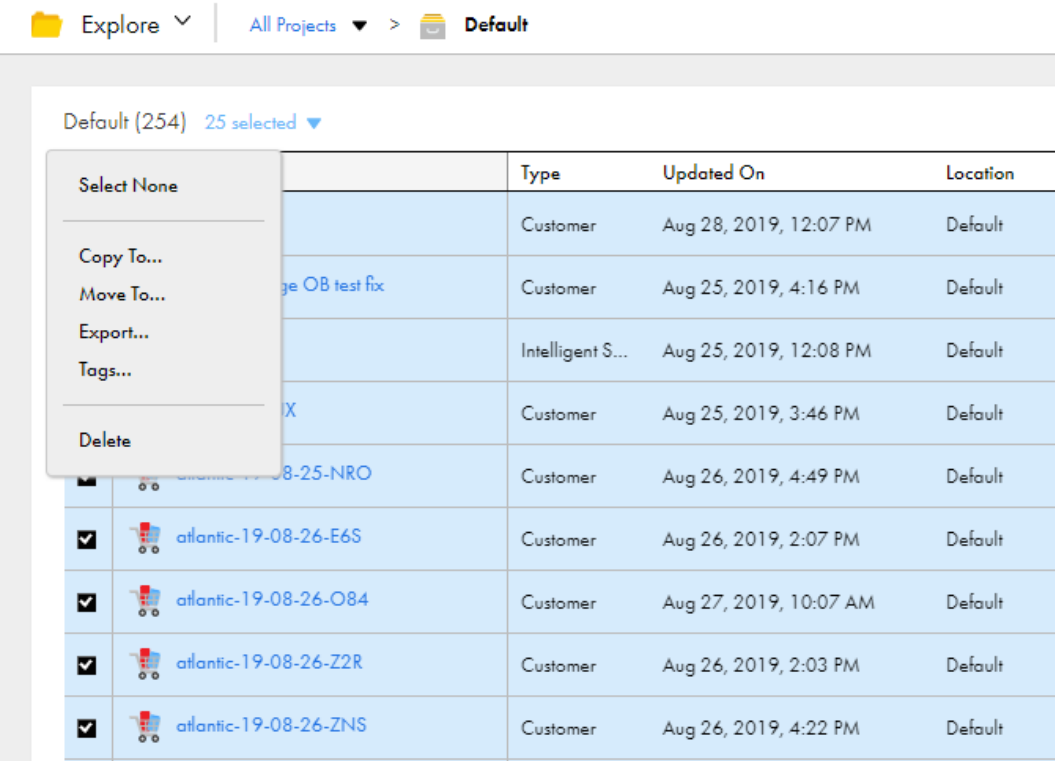 Explore All Projects > Default
Default (254) 25 selected
Select None
Copy To...
Move To...
Export...
Tags...
Delete
Type Updated On Location
Customer Aug 28, 2019, 12:07 PM Default
OB test fix Customer Aug 25, 2019, 4:16 PM Default
Intelligent S... Aug 25, 2019, 12:08 PM Default
Customer Aug 25, 2019, 3:46 PM Default
atlantic-19-08-25-NRO Customer Aug 26, 2019, 4:49 PM Default
atlantic-19-08-26-E6S Customer Aug 26, 2019, 2:07 PM Default
atlantic-19-08-26-O84 Customer Aug 27, 2019, 10:07 AM Default
atlantic-19-08-26-Z2R Customer Aug 26, 2019, 2:03 PM Default
atlantic-19-08-26-ZNS Customer Aug 26, 2019, 4:22 PM Default